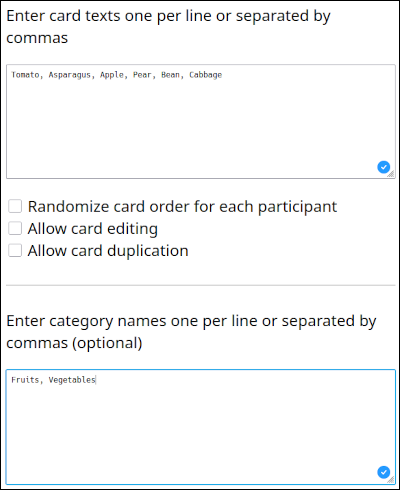 Enter card texts one per line or separated by
commas
Tomato, Asparagus, Apple, Pear, Bean, Cabbage
Randomize card order for each participant
Allow card editing
Allow card duplication
Enter category names one per line or separated by
commas (optional)
Fruits, Vegetables